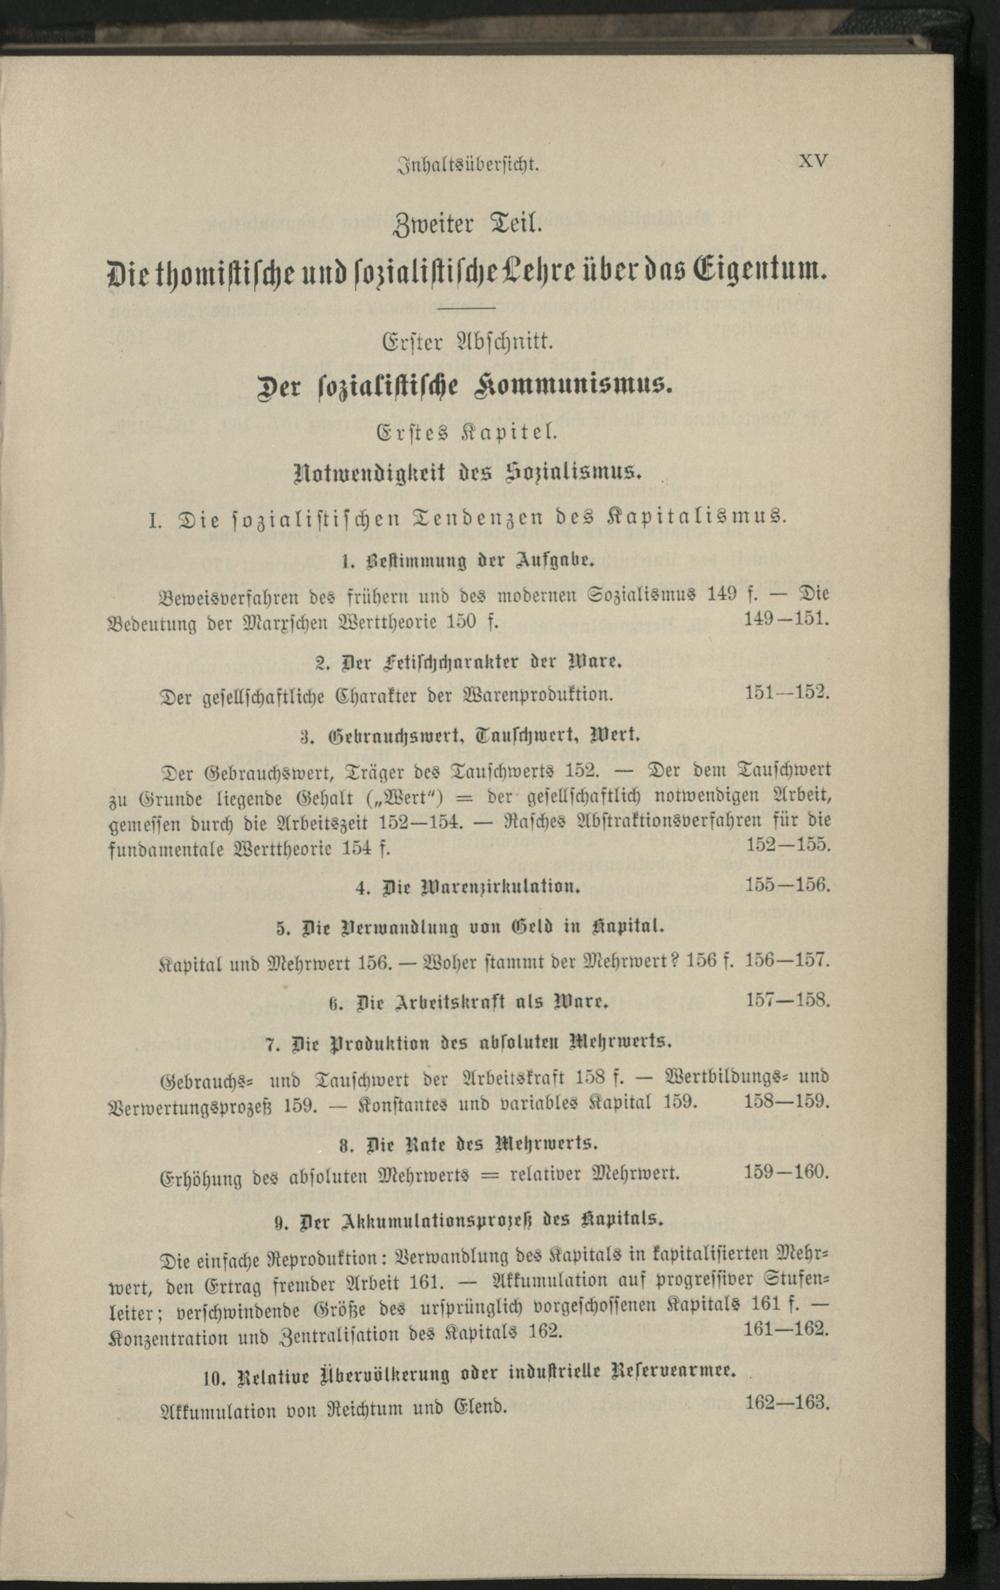 Inhaltsübersicht. XV
Zweiter Teil.
Die thomistische und sozialistische Lehre über das Eigentum.
Erster Abschnitt.
Der sozialistische Kommunismus.
Erstes Kapitel.
Notwendigkeit des Sozialismus.
I. Die sozialistischen Tendenzen des Kapitalismus.
1. Bestimmung der Aufgabe.
Beweisverfahren des frühern und des modernen Sozialismus 149 f. — Die
Bedeutung der Marxschen Werttheorie 150 f. 149—151.
2. Der Fetischcharakter der Ware.
Der gesellschaftliche Charakter der Warenproduktion. 151—152.
3. Gebrauchswert, Tauschwert, Wert.
Der Gebrauchswert, Träger des Tauschwerts 152. — Der dem Tauschwert
zu Grunde liegende Gehalt („Wert“) = der gesellschaftlich notwendigen Arbeit,
gemessen durch die Arbeitszeit 152—154. — Rasches Abstraktionsverfahren für die
fundamentale Werttheorie 154 f. 152—155.
4. Die Warenzirkulation. 155—156.
5. Die Verwandlung von Geld in Kapital.
Kapital und Mehrwert 156. — Woher stammt der Mehrwert? 156 f. 156—157.
6. Die Arbeitskraft als Ware. 157—158.
7. Die Produktion des absoluten Mehrwerts.
Gebrauchs- und Tauschwert der Arbeitskraft 158 f. — Wertbildungs- und
Verwertungsprozeß 159. — Konstantes und variables Kapital 159. 158—159.
8. Die Rate des Mehrwerts.
Erhöhung des absoluten Mehrwerts = relativer Mehrwert. 159—160.
9. Der Akkumulationsprozeß des Kapitals.
Die einfache Reproduktion: Verwandlung des Kapitals in kapitalisierten Mehr-
wert, den Ertrag fremder Arbeit 161. — Akkumulation auf progressiver Stufen-
leiter; verschwindende Größe des ursprünglich vorgeschossenen Kapitals 161 f. —
Konzentration und Zentralisation des Kapitals 162. 161—162.
10. Relative Übervölkerung oder industrielle Reservearmee.
Akkumulation von Reichtum und Elend. 162—163.